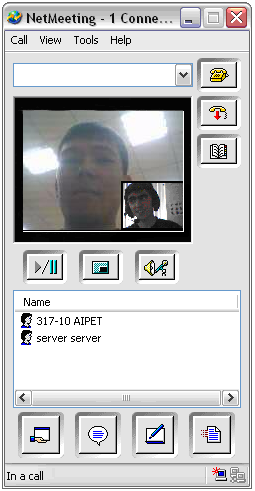 NetMeeting - 1 Conne...
Call View Tools Help
Name
317-10 AIPET
server server
In a call